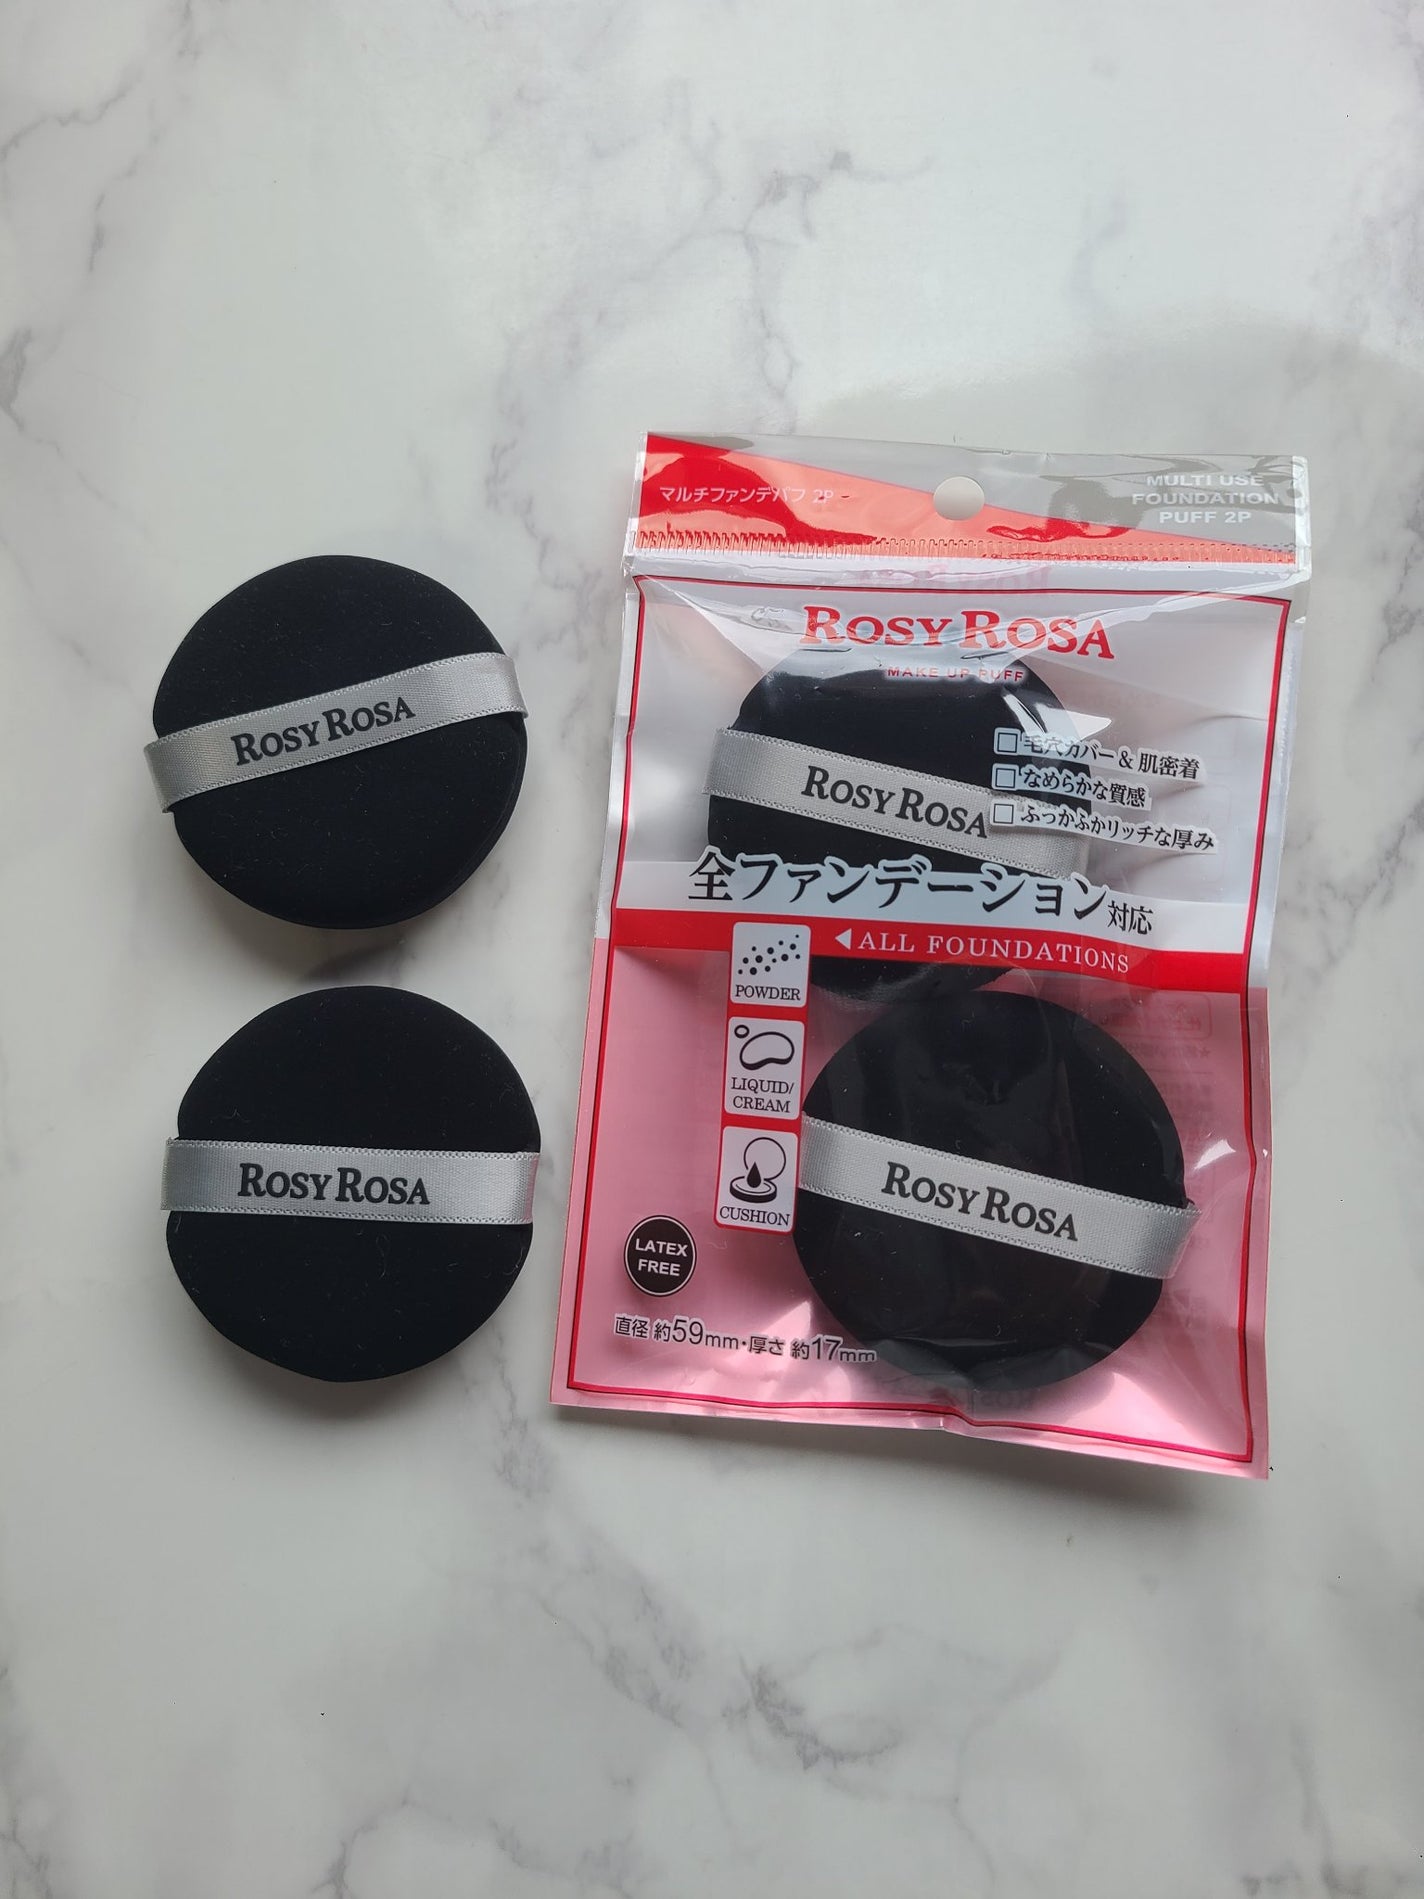 マルチファンデパフ 2P
MULTI USE
FOUNDATION
PUFF 2P
ROSY ROSA
MAKE UP PUFF
毛穴カバー & 肌密着
なめらかな質感
ふっかふかリッチな厚み
ROSY ROSA
全ファンデーション対応
ALL FOUNDATIONS
POWDER
LIQUID/
CREAM
CUSHION
ROSY ROSA
LATEX
FREE
直径 約59mm・厚さ 約17mm
ROSY ROSA
ROSY ROSA